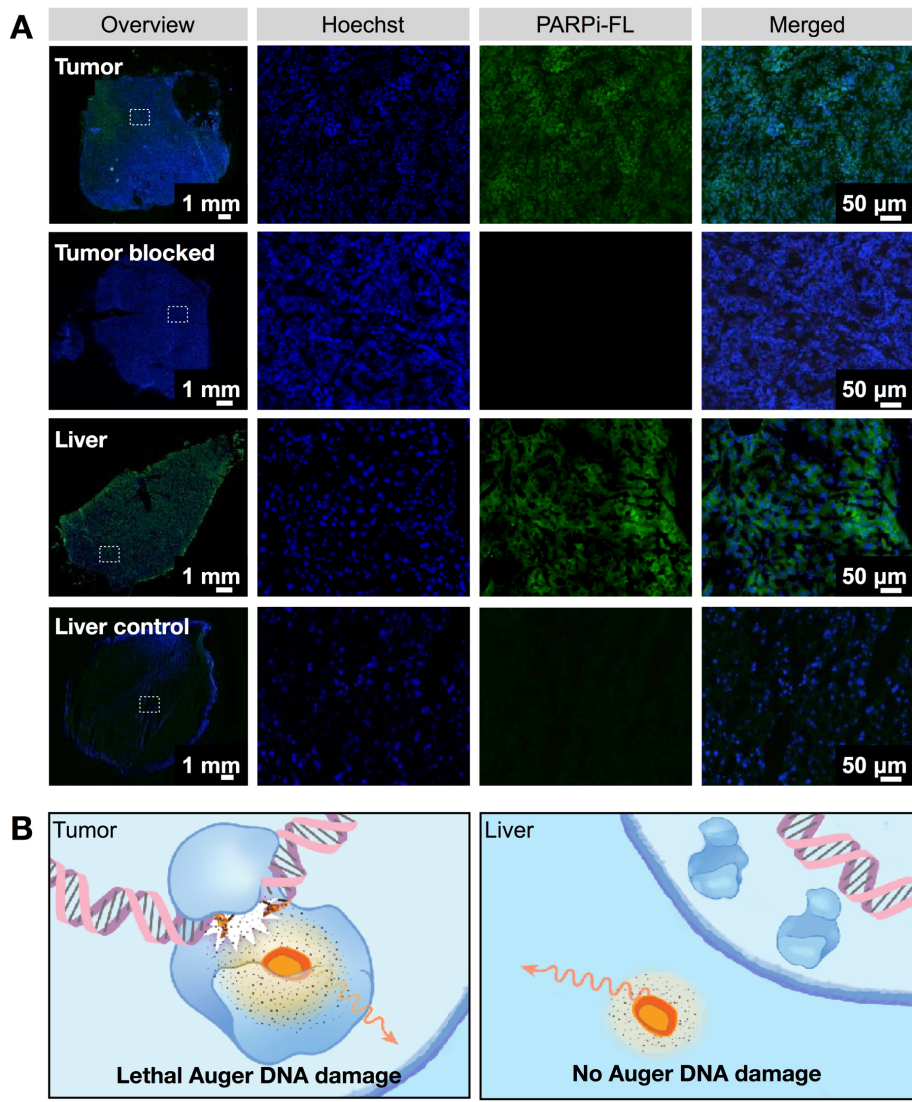 A
Overview
Hoechst
PARPi-FL
Merged
Tumor
1 mm
50 μm
Tumor blocked
1 mm
50 μm
Liver
1 mm
50 μm
Liver control
1 mm
50 μm
B
Tumor
Lethal Auger DNA damage
Liver
No Auger DNA damage